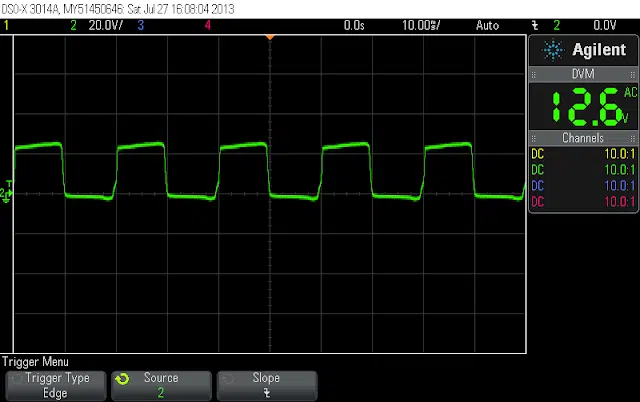 DSO-X 3014A, MY51450646: Sat Jul 27 16:08:04 2013
1 2 20.0V/ 3 4 0.0s 10.00ms/ Auto 2 0.0V
Agilent
DVM
12.6 AC V
Channels
DC 10.0:1
DC 10.0:1
DC 10.0:1
DC 10.0:1
T
2
Trigger Menu
Trigger Type
Edge
Source
2
Slope